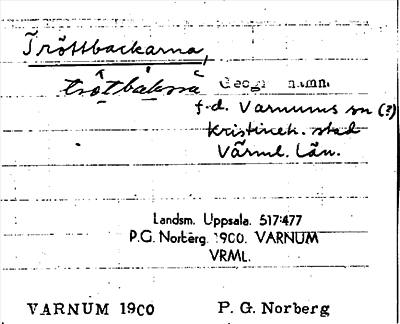 Tröttbackarna,
Geogr. namn.
f.d. Varnums sn (?)
Kristineh. stad
Värml. Län.
Landsm. Uppsala. 517:477
P.G. Norberg. 1900. VARNUM
VRML.
VARNUM 1900 P. G. Norberg